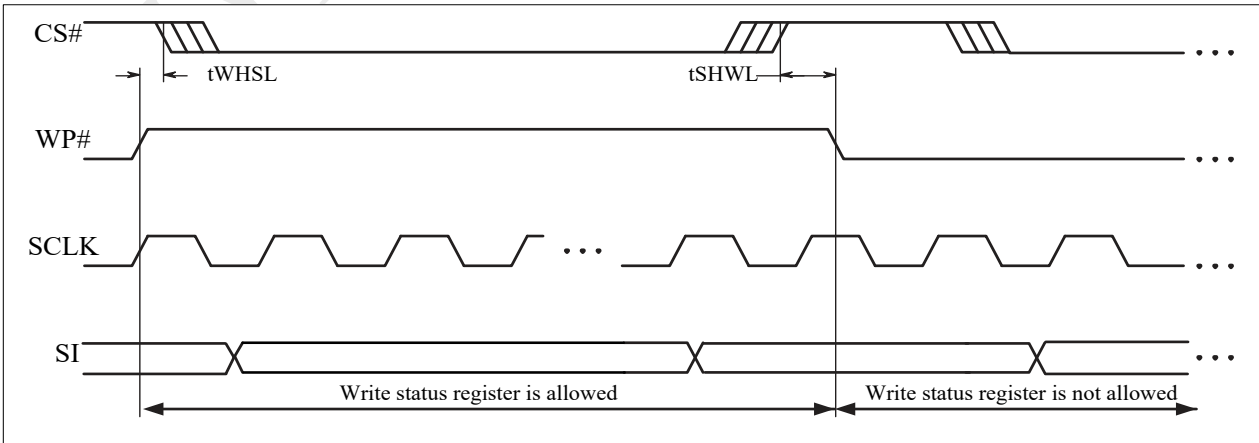 CS#
tWHSL
tSHWL
WP#
SCLK
SI
Write status register is allowed
Write status register is not allowed